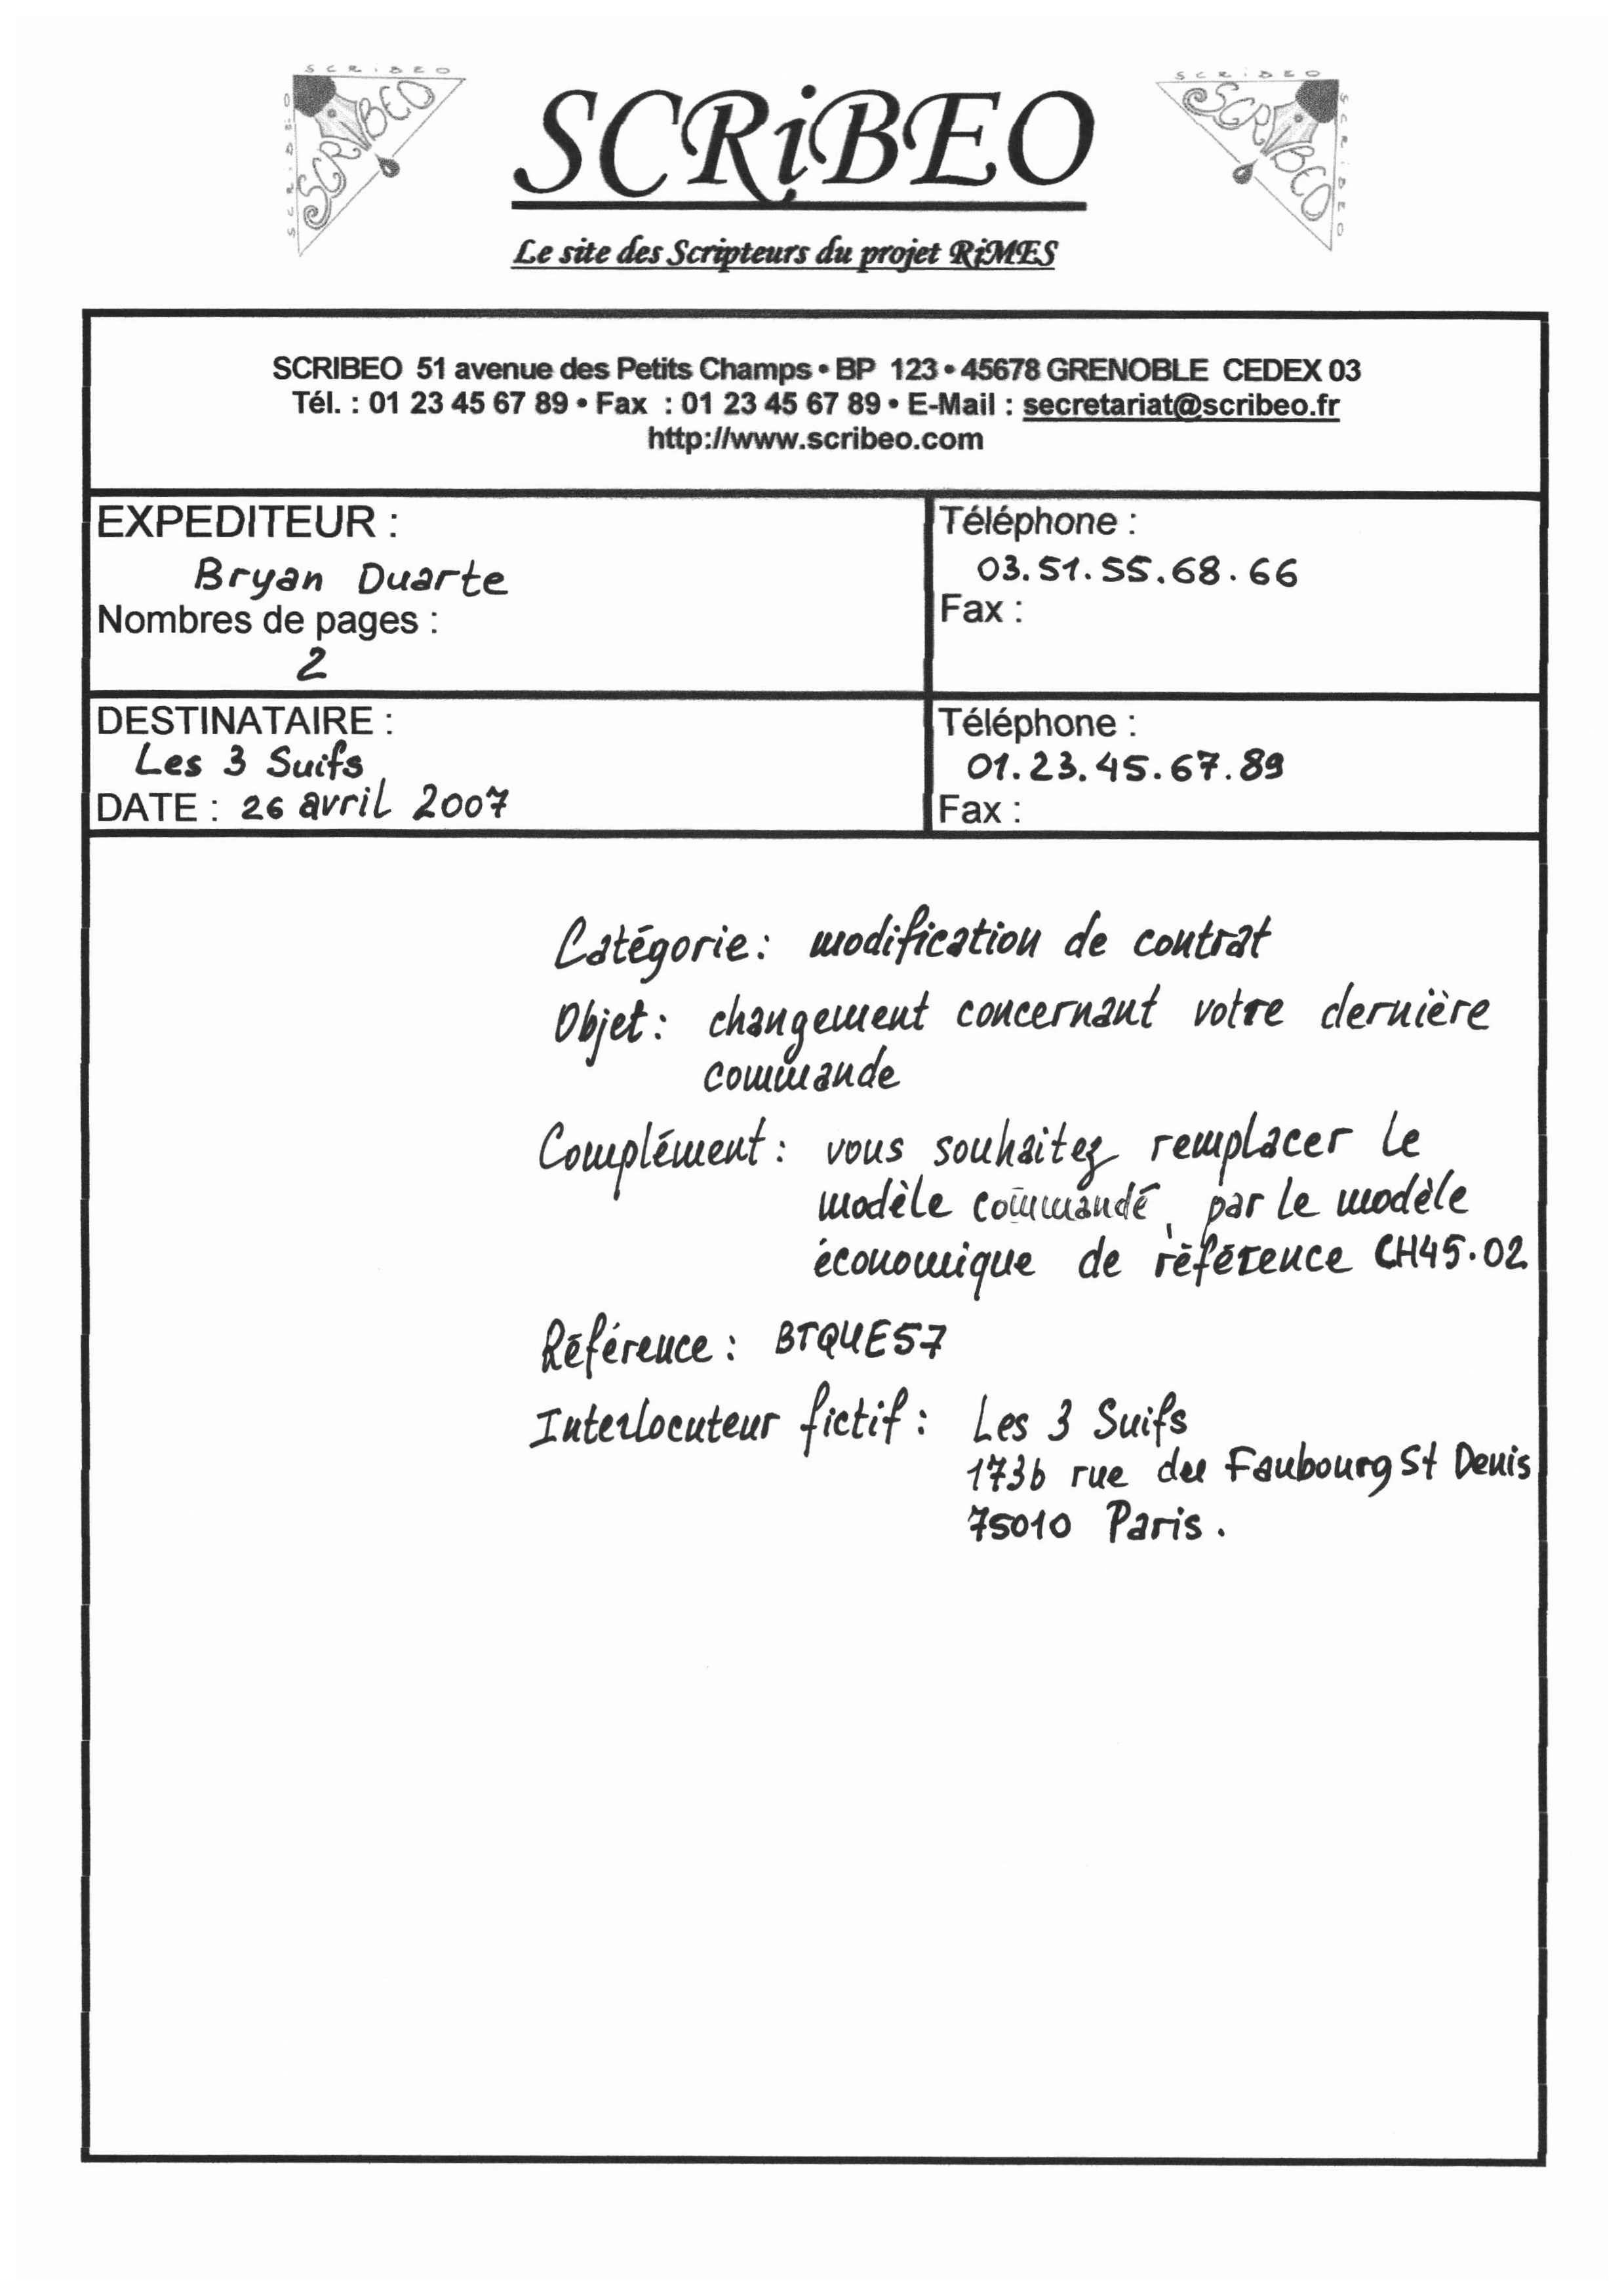 SCRiBEO
SCRiBEO
SCRiBEO
SCRiBEO
SCRiBEO
SCRiBEO
SCRiBEO
Le site des Scripteurs du projet RiMES
SCRIBEO 51 avenue des Petits Champs • BP 123 • 45678 GRENOBLE CEDEX 03
Tél. : 01 23 45 67 89 • Fax : 01 23 45 67 89 • E-Mail : secretariat@scribeo.fr
http://www.scribeo.com
EXPEDITEUR :
Bryan Duarte
Nombres de pages :
2
Téléphone :
03.51.55.68.66
Fax :
DESTINATAIRE :
Les 3 Suifs
DATE : 26 avril 2007
Téléphone :
01.23.45.67.89
Fax :
Catégorie : modification de contrat
Objet : changement concernant votre dernière
commande
Complément : vous souhaitez remplacer le
modèle commandé, par le modèle
économique de référence CH45.02
Référence : BTQUE57
Interlocuteur fictif : Les 3 Suifs
173b rue du Faubourg St Denis
75010 Paris.